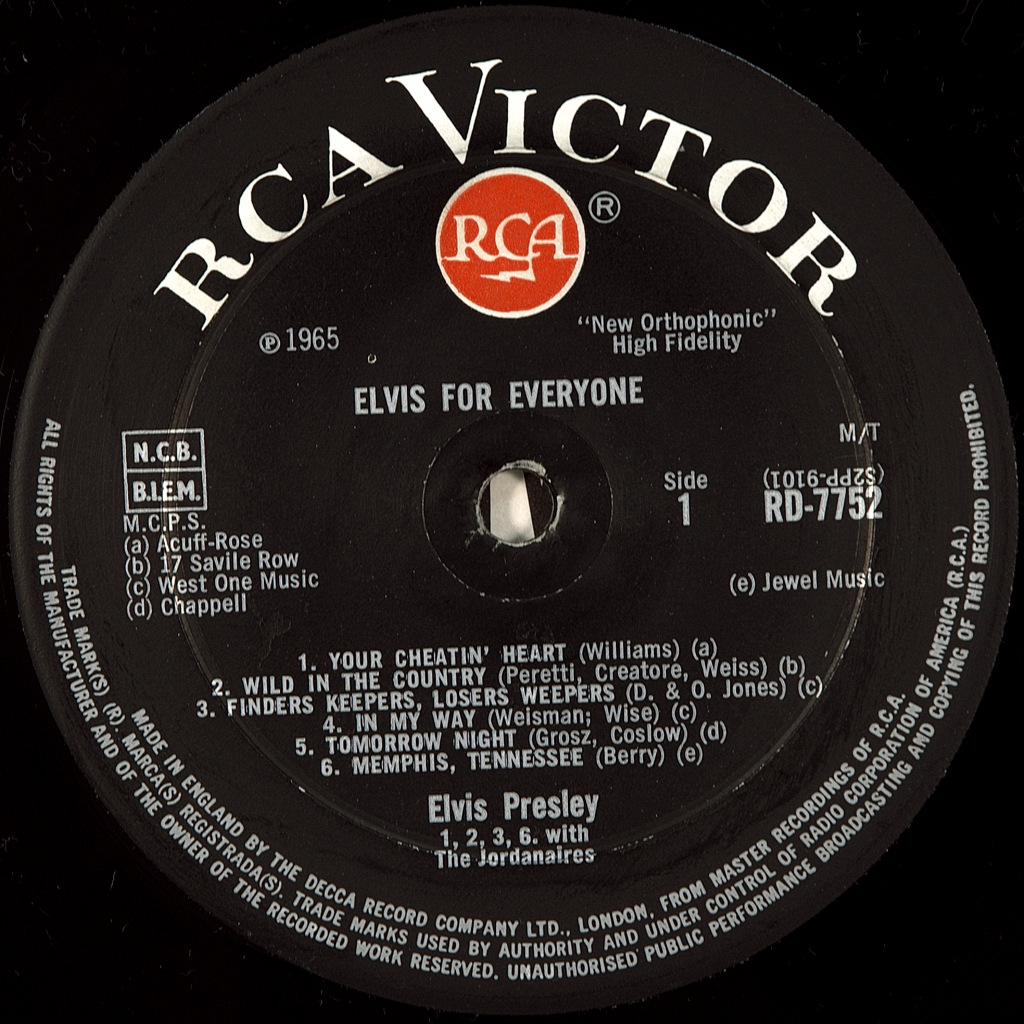 RCA VICTOR
RCA
®
℗ 1965
"New Orthophonic"
High Fidelity
ELVIS FOR EVERYONE
N.C.B.
B.I.E.M.
M.C.P.S.
(a) Acuff-Rose
(b) 17 Savile Row
(c) West One Music
(d) Chappell
Side
1
M/T
(S2PP-9101)
RD-7752
(e) Jewel Music
1. YOUR CHEATIN' HEART (Williams) (a)
2. WILD IN THE COUNTRY (Peretti, Creatore, Weiss) (b)
3. FINDERS KEEPERS, LOSERS WEEPERS (D. & O. Jones) (c)
4. IN MY WAY (Weisman; Wise) (c)
5. TOMORROW NIGHT (Grosz, Coslow) (d)
6. MEMPHIS, TENNESSEE (Berry) (e)
Elvis Presley
1, 2, 3, 6. with
The Jordanaires
MADE IN ENGLAND BY THE DECCA RECORD COMPANY LTD., LONDON, FROM MASTER RECORDINGS OF R.C.A.
TRADE MARK(S) (R). MARCA(S) REGISTRADA(S). TRADE MARKS USED BY AUTHORITY AND UNDER CONTROL OF RADIO CORPORATION OF AMERICA (R.C.A.)
ALL RIGHTS OF THE MANUFACTURER AND OF THE OWNER OF THE RECORDED WORK RESERVED. UNAUTHORISED PUBLIC PERFORMANCE BROADCASTING AND COPYING OF THIS RECORD PROHIBITED.